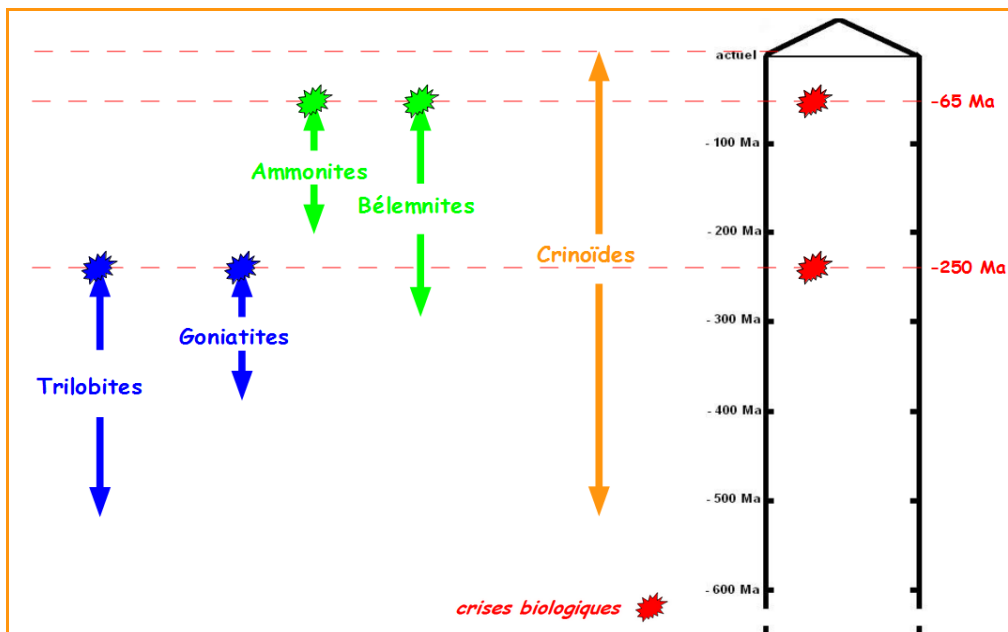 actuel
-65 Ma
- 100 Ma
Ammonites
Bélemnites
- 200 Ma
Crinoïdes
-250 Ma
- 300 Ma
Goniatites
Trilobites
- 400 Ma
- 500 Ma
- 600 Ma
crises biologiques